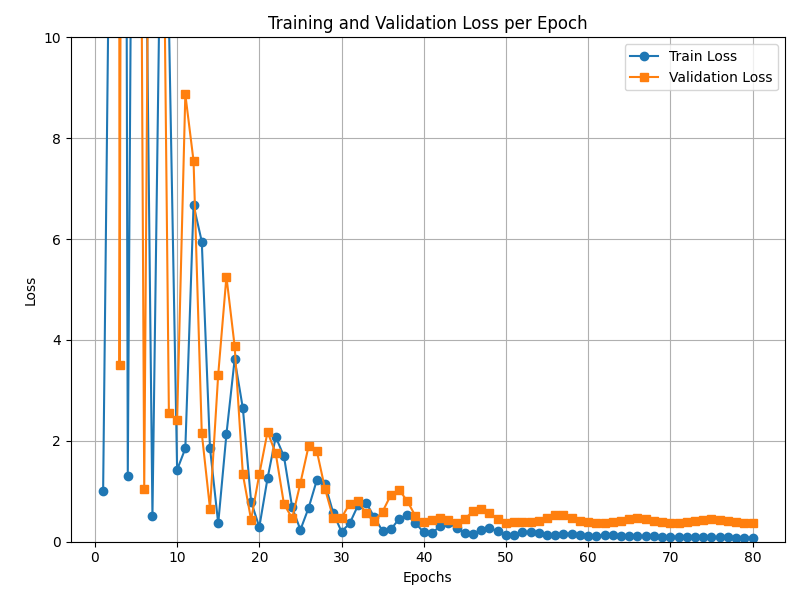 Training and Validation Loss per Epoch
Train Loss
Validation Loss
Loss
10
8
6
4
2
0
0 10 20 30 40 50 60 70 80
Epochs